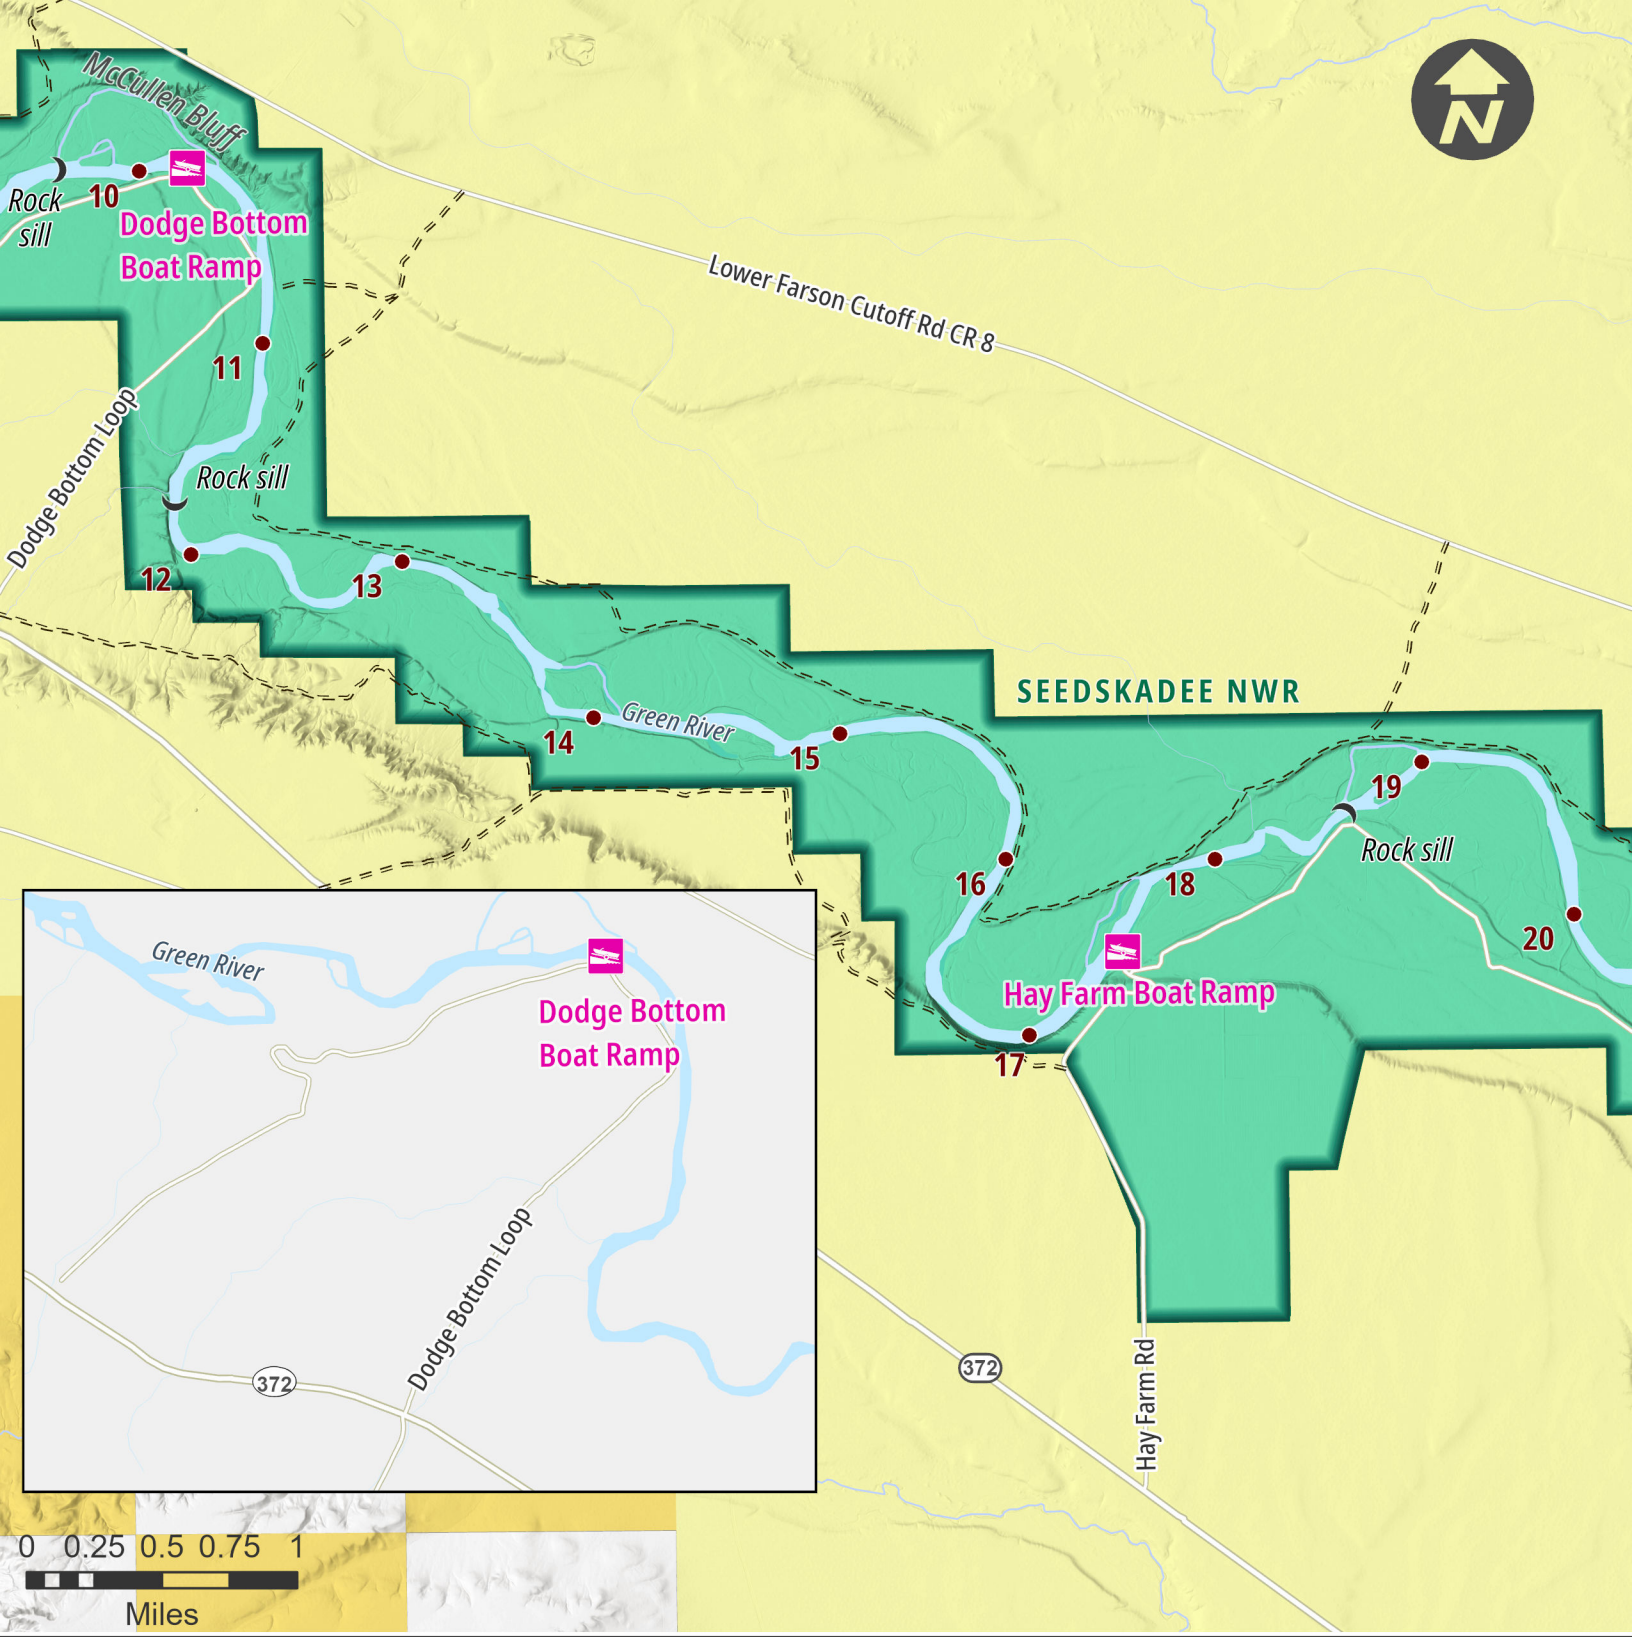 N
McCullen Bluff
Rock
sill
10
Dodge Bottom
Boat Ramp
Lower Farson Cutoff Rd CR 8
11
Dodge Bottom Loop
Rock sill
12
13
14
Green River
15
SEEDSKADEE NWR
16
17
18
19
Rock sill
20
Hay Farm Boat Ramp
Green River
Dodge Bottom
Boat Ramp
Dodge Bottom Loop
372
372
Hay Farm Rd
0 0.25 0.5 0.75 1
Miles